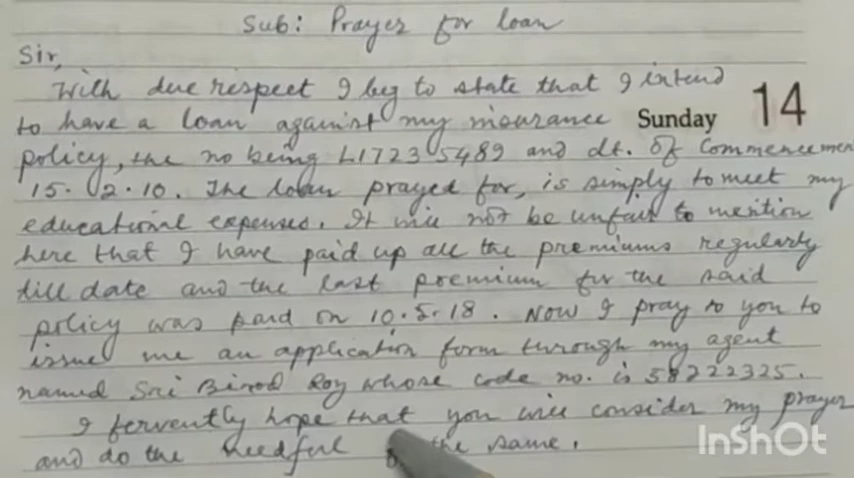 Sub: Prayer for loan
Sir,
With due respect I beg to state that I intend
to have a loan against my insurance Sunday 14
policy, the no being L17235489 and dt. of Commencemen
15. 02.10. The loan prayed for, is simply to meet my
educational expenses. It will not be unfair to mention
here that I have paid up all the premiums regularly
till date and the last premium for the said
policy was paid on 10.5.18. Now I pray to you to
issue me an application form through my agent
named Sri Binod Roy whose code no. is 58222325.
I fervently hope that you will consider my prayer
and do the needful the same.
InShOt